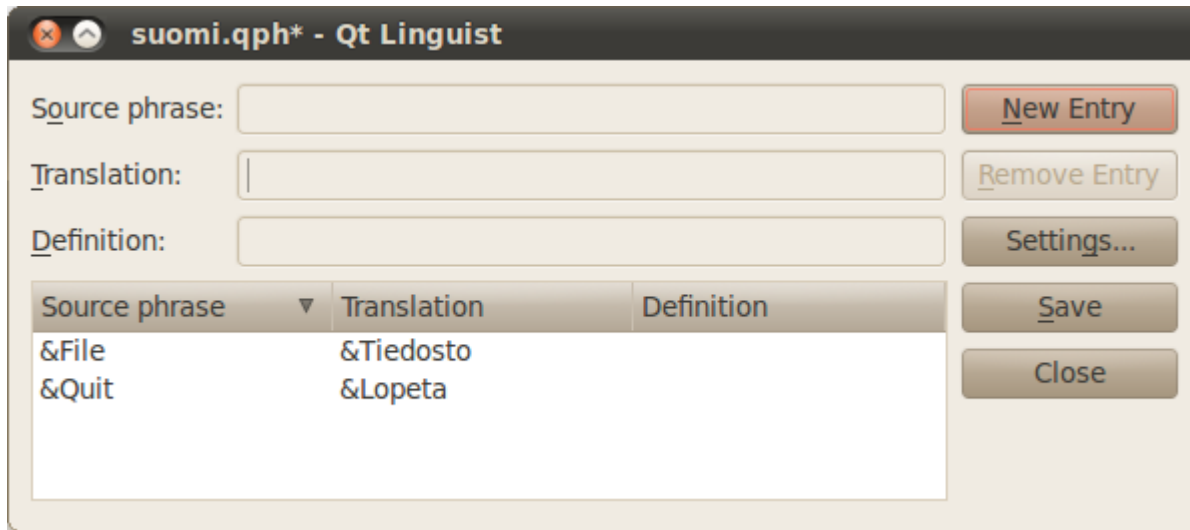 suomi.qph* - Qt Linguist
Source phrase: New Entry
Translation: Remove Entry
Definition: Settings...
Source phrase Translation Definition Save
&File &Tiedosto
&Quit &Lopeta Close